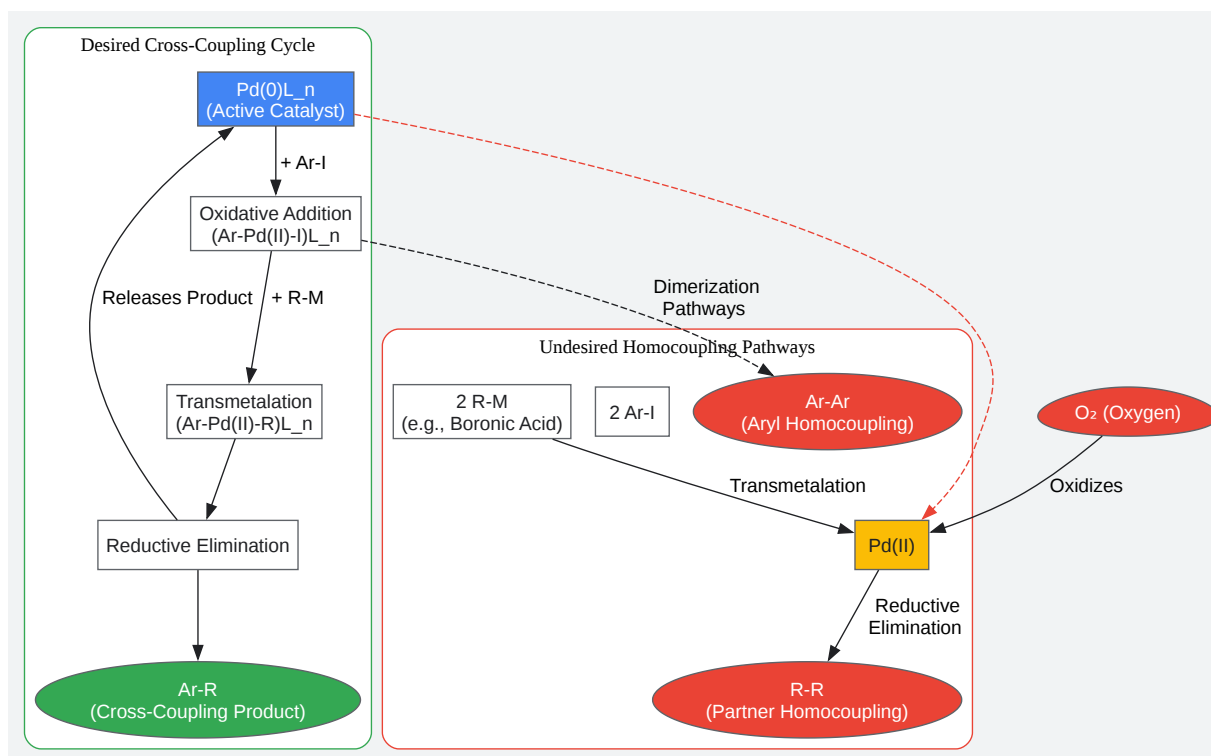 Desired Cross-Coupling Cycle
Pd(0)L_n
(Active Catalyst)
+ Ar-I
Oxidative Addition
(Ar-Pd(II)-I)L_n
Releases Product
+ R-M
Dimerization
Pathways
Undesired Homocoupling Pathways
Transmetalation
(Ar-Pd(II)-R)L_n
2 R-M
(e.g., Boronic Acid)
2 Ar-I
Ar-Ar
(Aryl Homocoupling)
O₂ (Oxygen)
Transmetalation
Oxidizes
Reductive Elimination
Pd(II)
Reductive
Elimination
Ar-R
(Cross-Coupling Product)
R-R
(Partner Homocoupling)